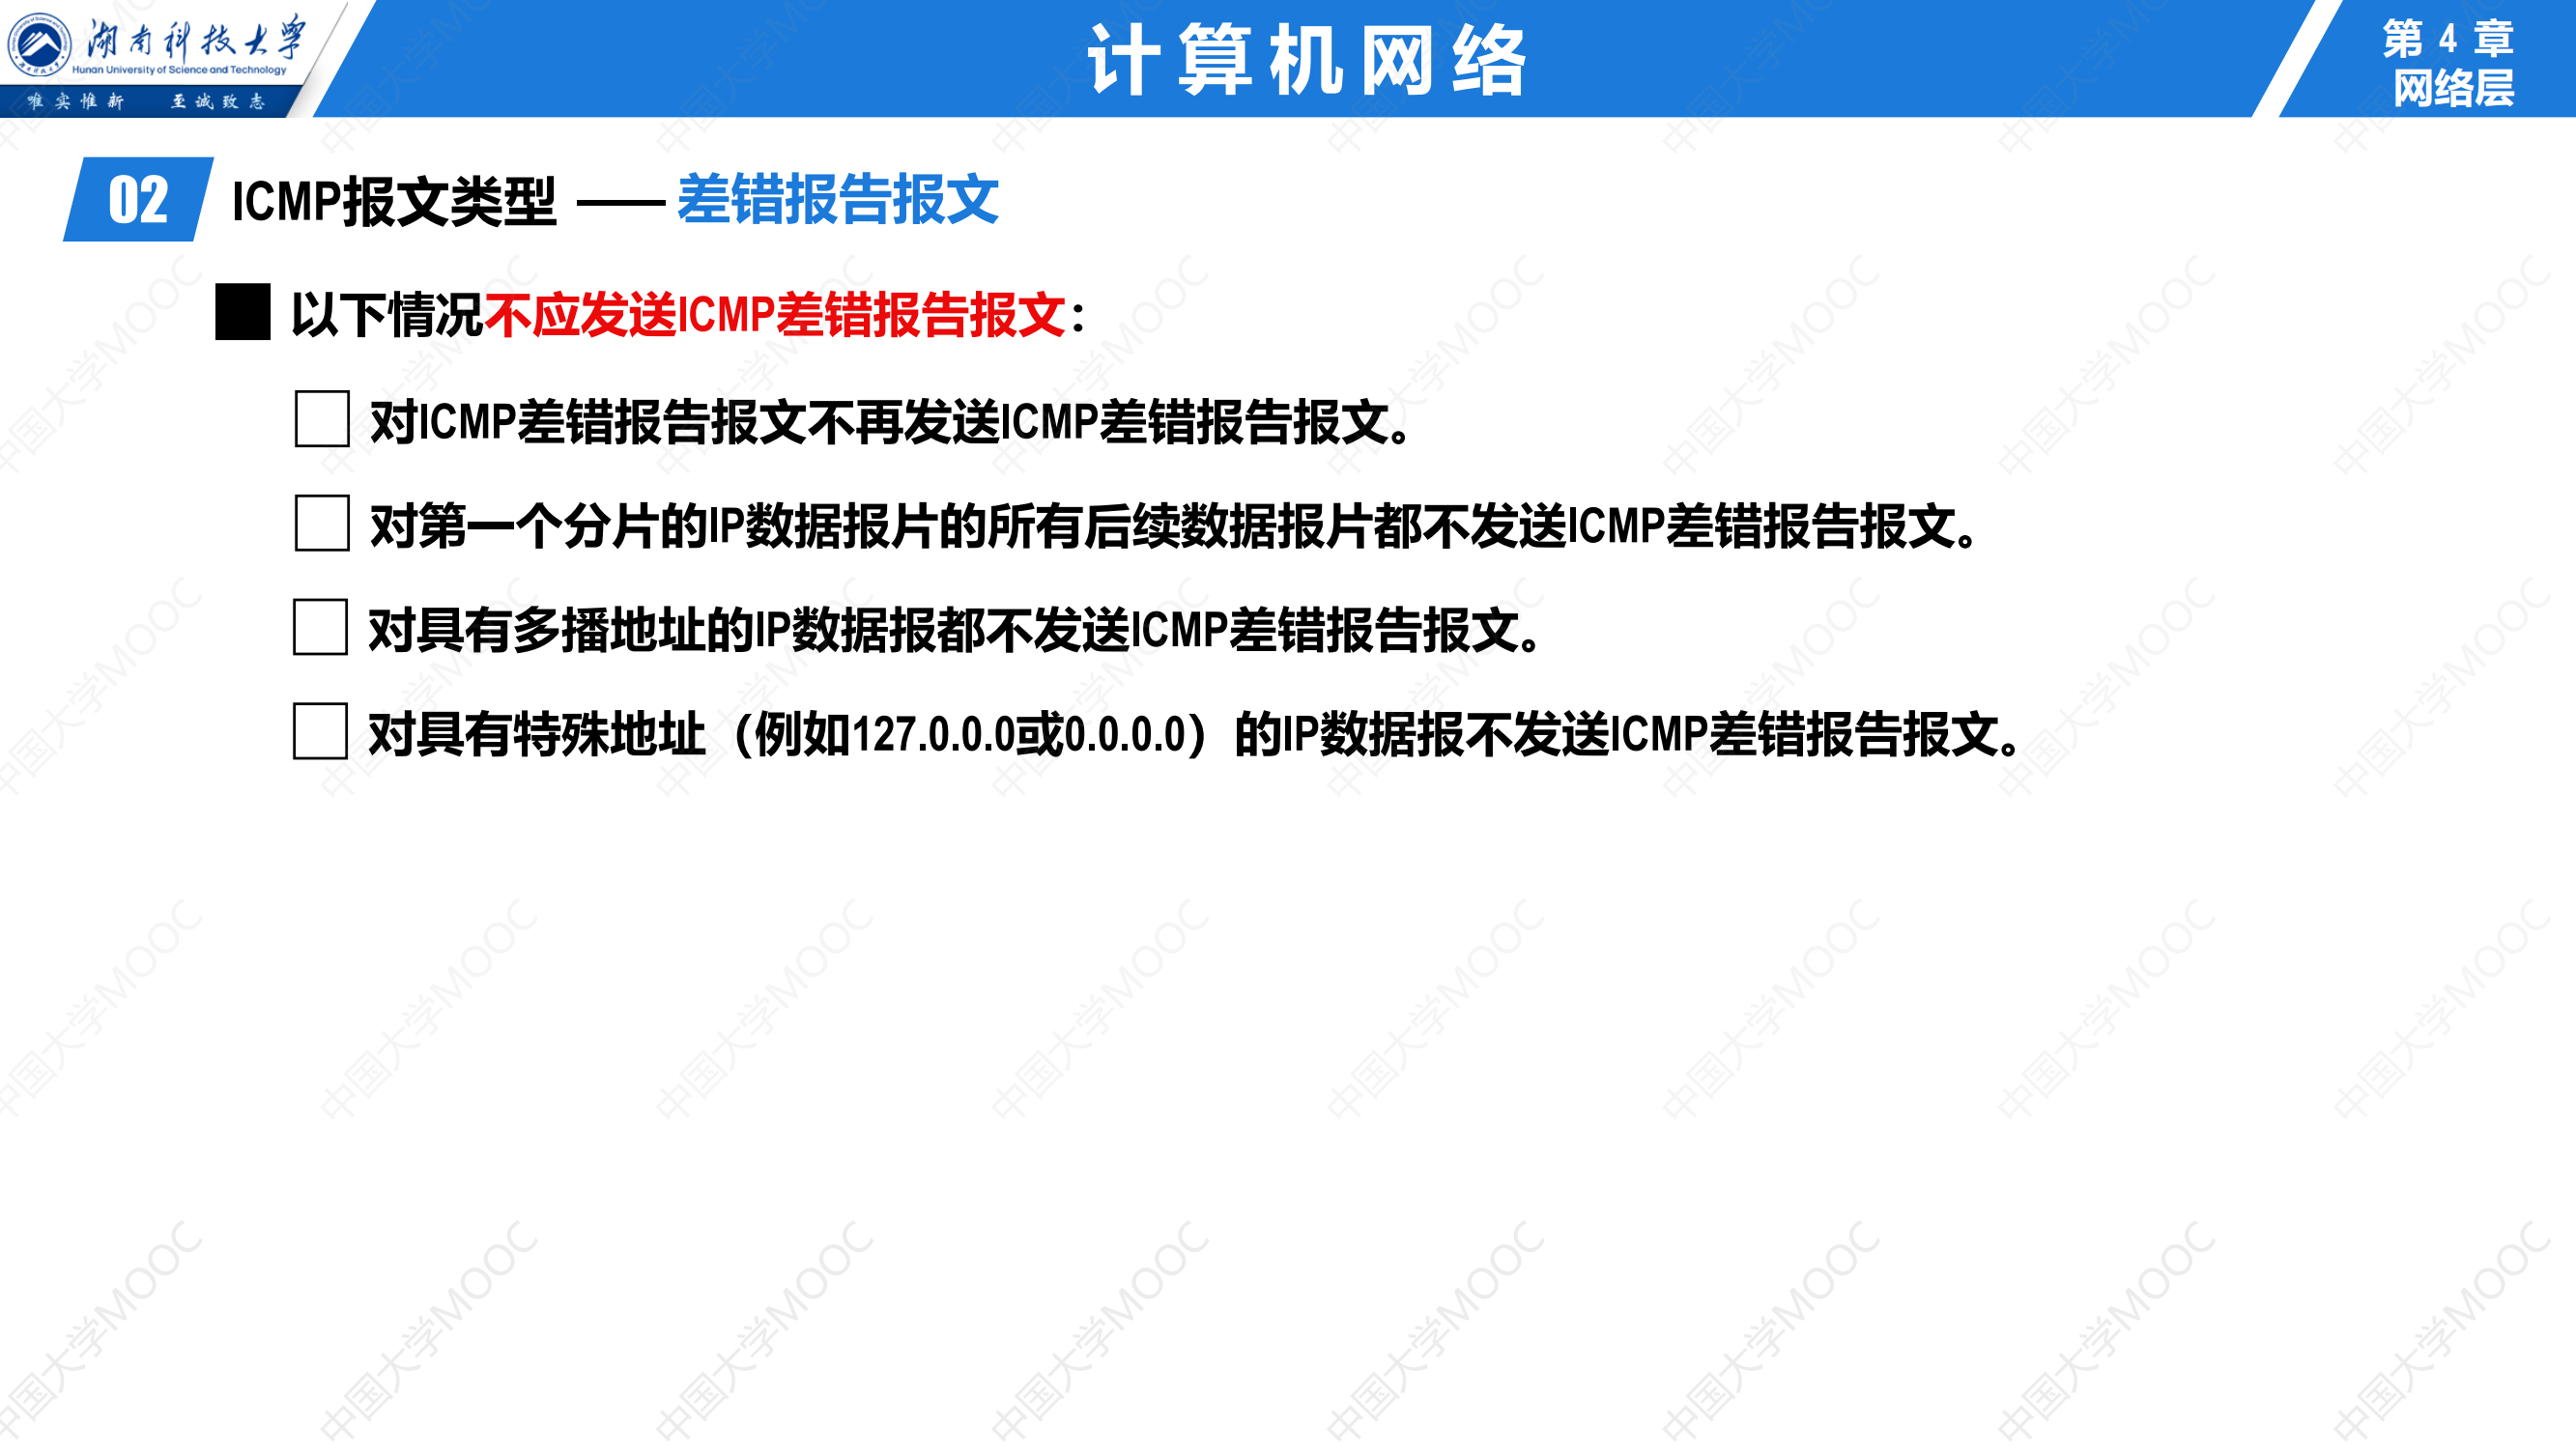 湖南科技大学
Hunan University of Science and Technology
唯实惟新 至诚致志
计算机网络
第 4 章
网络层
02 ICMP报文类型 —— 差错报告报文
以下情况不应发送ICMP差错报告报文：
对ICMP差错报告报文不再发送ICMP差错报告报文。
对第一个分片的IP数据报片的所有后续数据报片都不发送ICMP差错报告报文。
对具有多播地址的IP数据报都不发送ICMP差错报告报文。
对具有特殊地址（例如127.0.0.0或0.0.0.0）的IP数据报不发送ICMP差错报告报文。
中国大学MOOC